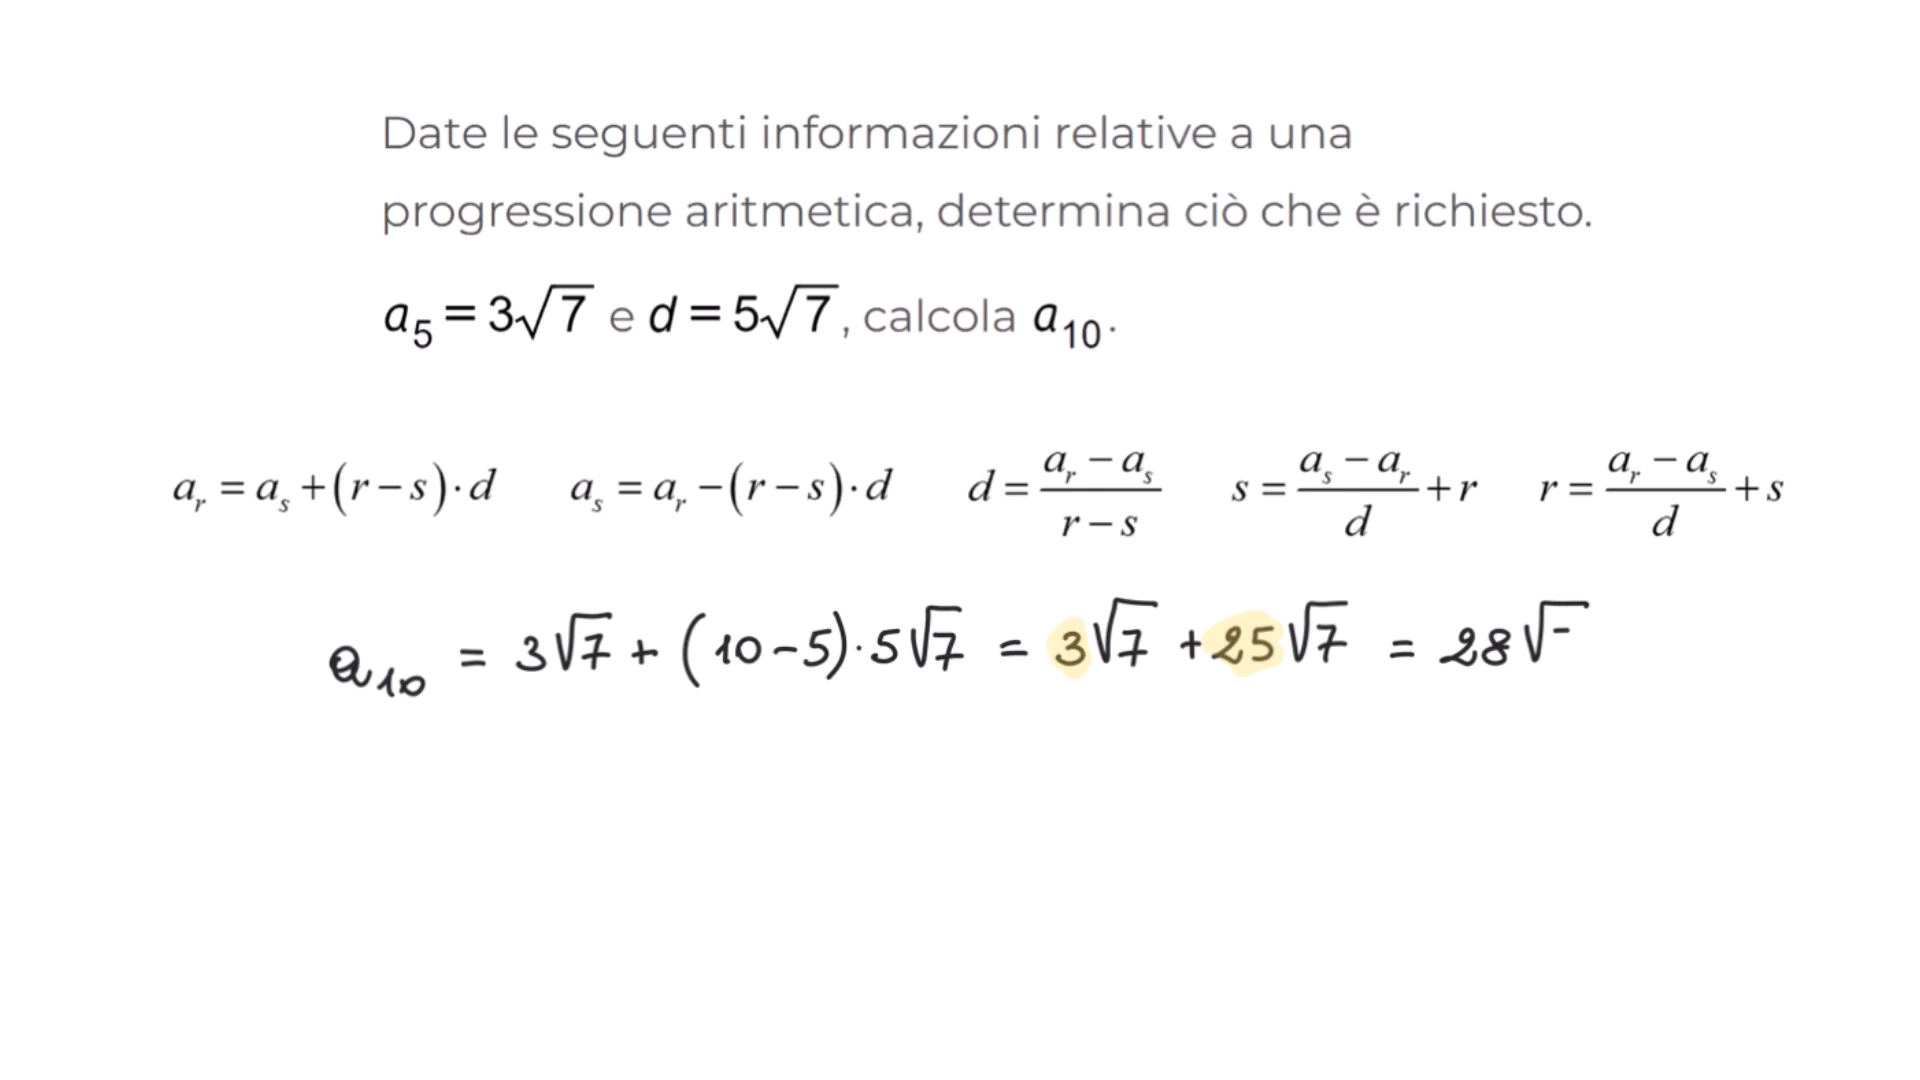 Date le seguenti informazioni relative a una
progressione aritmetica, determina ciò che è richiesto.
a₅ = 3√7 e d = 5√7, calcola a₁₀.
aᵣ = aₛ + (r − s) · d    aₛ = aᵣ − (r − s) · d    d = (aᵣ − aₛ)/(r − s)    s = (aₛ − aᵣ)/d + r    r = (aᵣ − aₛ)/d + s
a₁₀ = 3√7 + (10 − 5) · 5√7 = 3√7 + 25√7 = 28√